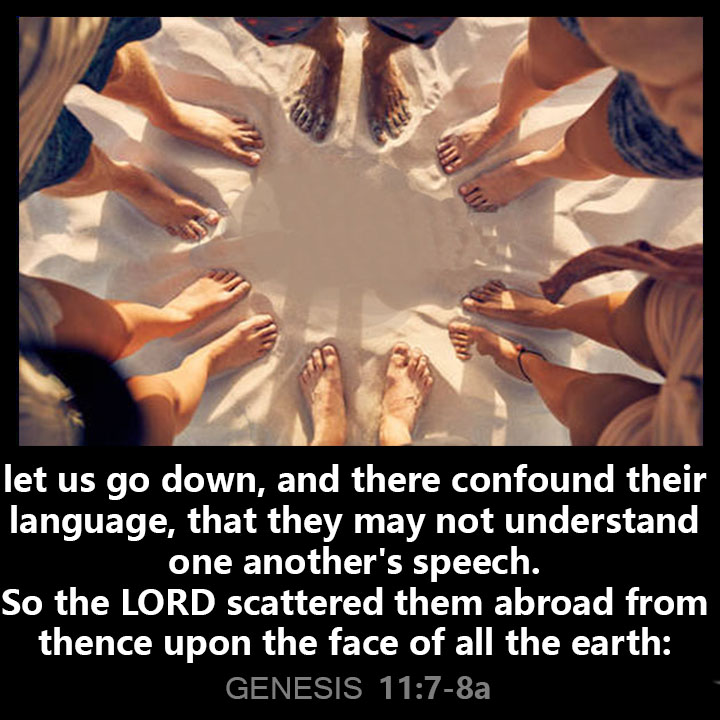 let us go down, and there confound their
language, that they may not understand
one another's speech.
So the LORD scattered them abroad from
thence upon the face of all the earth:
GENESIS 11:7-8a